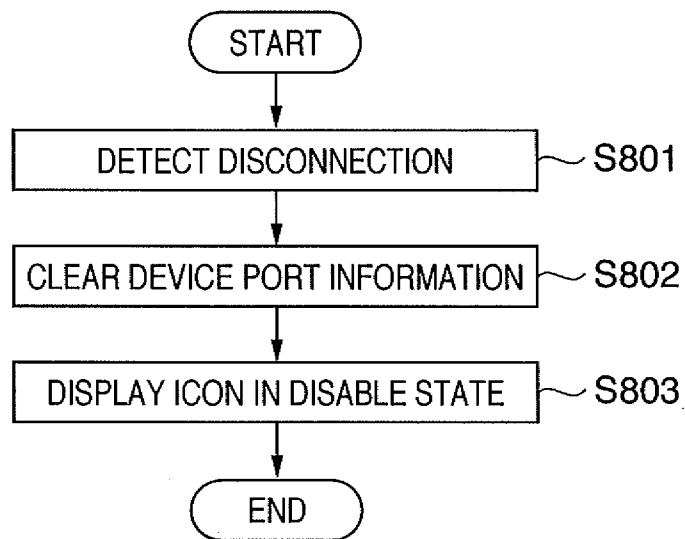 START
DETECT DISCONNECTION
S801
CLEAR DEVICE PORT INFORMATION
S802
DISPLAY ICON IN DISABLE STATE
S803
END